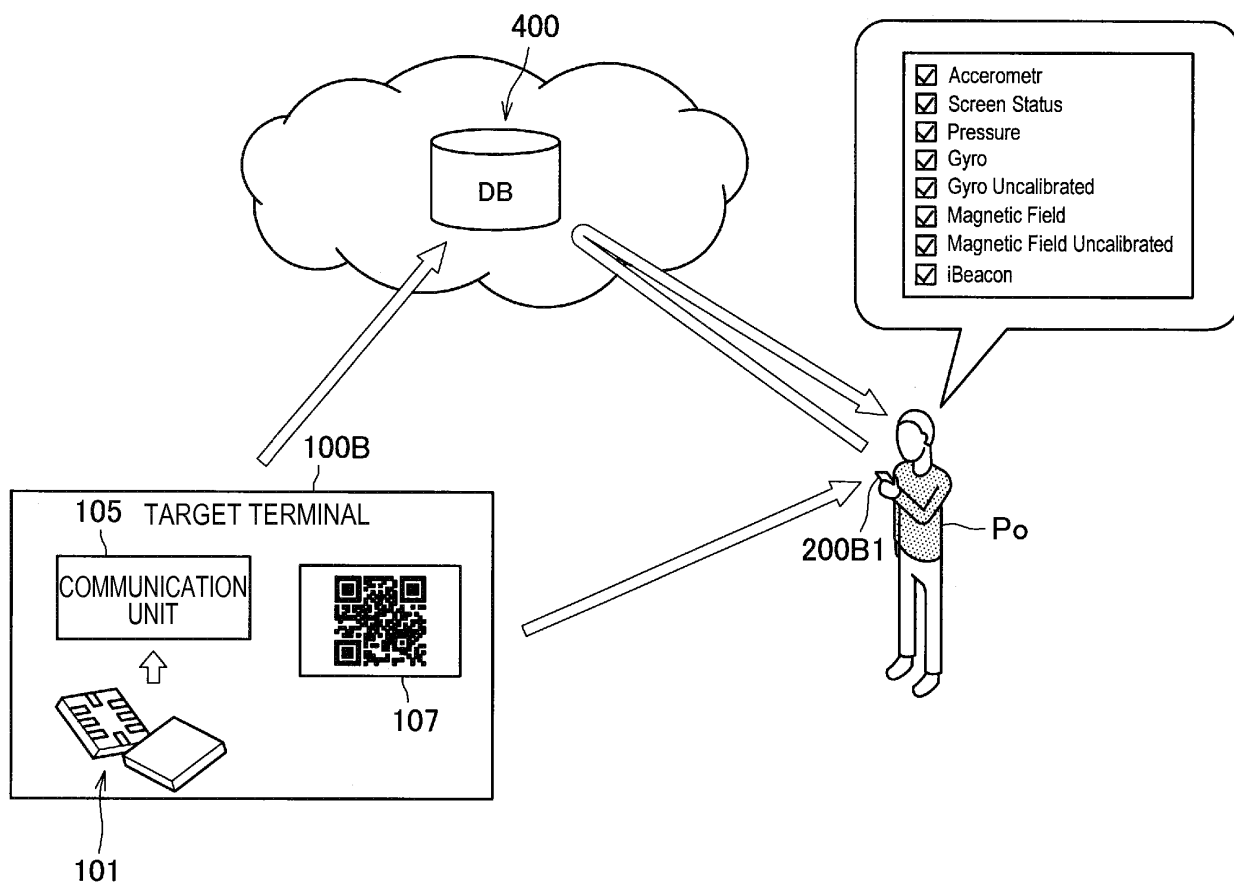 400
DB
Accerometr
Screen Status
Pressure
Gyro
Gyro Uncalibrated
Magnetic Field
Magnetic Field Uncalibrated
iBeacon
100B
105 TARGET TERMINAL
COMMUNICATION
UNIT
107
101
200B1
Po